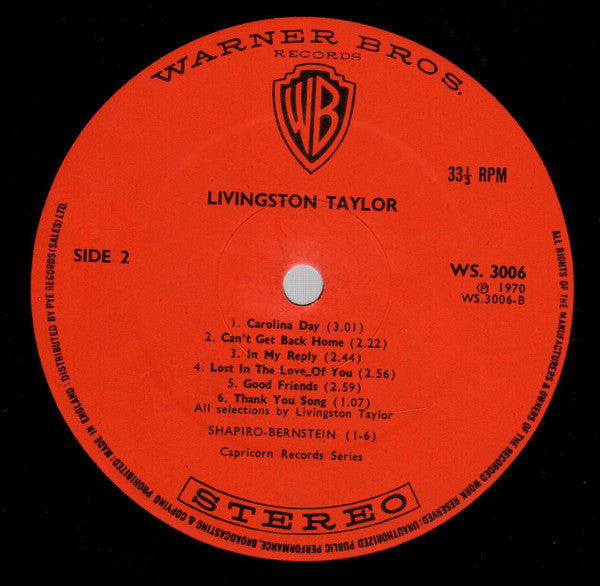 WARNER BROS.
RECORDS
WB
33⅓ RPM
LIVINGSTON TAYLOR
SIDE 2
WS. 3006
℗ 1970
WS.3006-B
1. Carolina Day (3.01)
2. Can't Get Back Home (2.22)
3. In My Reply (2.44)
4. Lost In The Love Of You (2.56)
5. Good Friends (2.59)
6. Thank You Song (1.07)
All selections by Livingston Taylor
SHAPIRO-BERNSTEIN (1-6)
Capricorn Records Series
STEREO
ALL RIGHTS OF THE MANUFACTURERS & OWNERS OF THE RECORDED WORK RESERVED: UNAUTHORIZED PUBLIC PERFORMANCE, BROADCASTING & COPYING PROHIBITED: MADE IN ENGLAND: DISTRIBUTED BY PYE RECORDS (SALES) LTD.